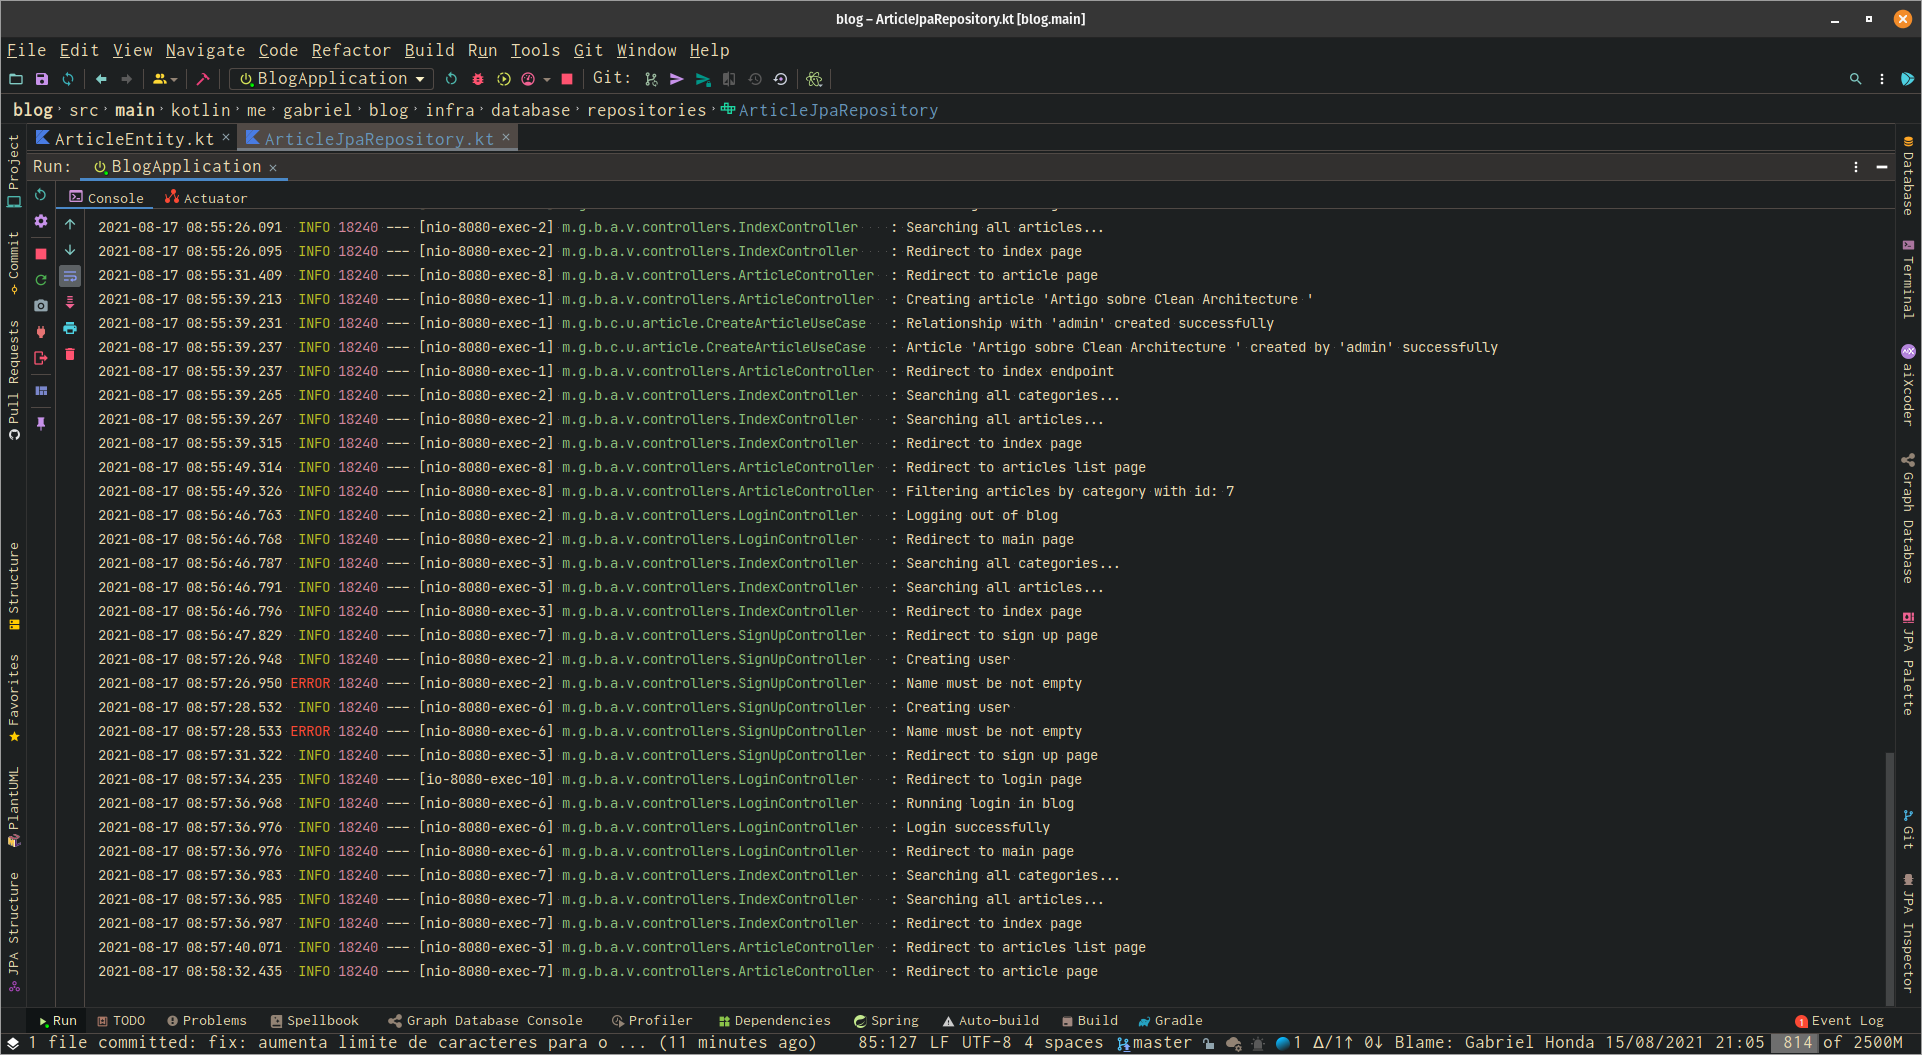 blog – ArticleJpaRepository.kt [blog.main]
File Edit View Navigate Code Refactor Build Run Tools Git Window Help
BlogApplication Git:
blog src main kotlin me gabriel blog infra database repositories ArticleJpaRepository
ArticleEntity.kt ArticleJpaRepository.kt
Run: BlogApplication
Console Actuator
2021-08-17 08:55:26.091 INFO 18240 --- [nio-8080-exec-2] m.g.b.a.v.controllers.IndexController : Searching all articles...
2021-08-17 08:55:26.095 INFO 18240 --- [nio-8080-exec-2] m.g.b.a.v.controllers.IndexController : Redirect to index page
2021-08-17 08:55:31.409 INFO 18240 --- [nio-8080-exec-8] m.g.b.a.v.controllers.ArticleController : Redirect to article page
2021-08-17 08:55:39.213 INFO 18240 --- [nio-8080-exec-1] m.g.b.a.v.controllers.ArticleController : Creating article 'Artigo sobre Clean Architecture '
2021-08-17 08:55:39.231 INFO 18240 --- [nio-8080-exec-1] m.g.b.c.u.article.CreateArticleUseCase : Relationship with 'admin' created successfully
2021-08-17 08:55:39.237 INFO 18240 --- [nio-8080-exec-1] m.g.b.c.u.article.CreateArticleUseCase : Article 'Artigo sobre Clean Architecture ' created by 'admin' successfully
2021-08-17 08:55:39.237 INFO 18240 --- [nio-8080-exec-1] m.g.b.a.v.controllers.ArticleController : Redirect to index endpoint
2021-08-17 08:55:39.265 INFO 18240 --- [nio-8080-exec-2] m.g.b.a.v.controllers.IndexController : Searching all categories...
2021-08-17 08:55:39.267 INFO 18240 --- [nio-8080-exec-2] m.g.b.a.v.controllers.IndexController : Searching all articles...
2021-08-17 08:55:39.315 INFO 18240 --- [nio-8080-exec-2] m.g.b.a.v.controllers.IndexController : Redirect to index page
2021-08-17 08:55:49.314 INFO 18240 --- [nio-8080-exec-8] m.g.b.a.v.controllers.ArticleController : Redirect to articles list page
2021-08-17 08:55:49.326 INFO 18240 --- [nio-8080-exec-8] m.g.b.a.v.controllers.ArticleController : Filtering articles by category with id: 7
2021-08-17 08:56:46.763 INFO 18240 --- [nio-8080-exec-2] m.g.b.a.v.controllers.LoginController : Logging out of blog
2021-08-17 08:56:46.768 INFO 18240 --- [nio-8080-exec-2] m.g.b.a.v.controllers.LoginController : Redirect to main page
2021-08-17 08:56:46.787 INFO 18240 --- [nio-8080-exec-3] m.g.b.a.v.controllers.IndexController : Searching all categories...
2021-08-17 08:56:46.791 INFO 18240 --- [nio-8080-exec-3] m.g.b.a.v.controllers.IndexController : Searching all articles...
2021-08-17 08:56:46.796 INFO 18240 --- [nio-8080-exec-3] m.g.b.a.v.controllers.IndexController : Redirect to index page
2021-08-17 08:56:47.829 INFO 18240 --- [nio-8080-exec-7] m.g.b.a.v.controllers.SignUpController : Redirect to sign up page
2021-08-17 08:57:26.948 INFO 18240 --- [nio-8080-exec-2] m.g.b.a.v.controllers.SignUpController : Creating user
2021-08-17 08:57:26.950 ERROR 18240 --- [nio-8080-exec-2] m.g.b.a.v.controllers.SignUpController : Name must be not empty
2021-08-17 08:57:28.532 INFO 18240 --- [nio-8080-exec-6] m.g.b.a.v.controllers.SignUpController : Creating user
2021-08-17 08:57:28.533 ERROR 18240 --- [nio-8080-exec-6] m.g.b.a.v.controllers.SignUpController : Name must be not empty
2021-08-17 08:57:31.322 INFO 18240 --- [nio-8080-exec-3] m.g.b.a.v.controllers.SignUpController : Redirect to sign up page
2021-08-17 08:57:34.235 INFO 18240 --- [io-8080-exec-10] m.g.b.a.v.controllers.LoginController : Redirect to login page
2021-08-17 08:57:36.968 INFO 18240 --- [nio-8080-exec-6] m.g.b.a.v.controllers.LoginController : Running login in blog
2021-08-17 08:57:36.976 INFO 18240 --- [nio-8080-exec-6] m.g.b.a.v.controllers.LoginController : Login successfully
2021-08-17 08:57:36.976 INFO 18240 --- [nio-8080-exec-6] m.g.b.a.v.controllers.LoginController : Redirect to main page
2021-08-17 08:57:36.983 INFO 18240 --- [nio-8080-exec-7] m.g.b.a.v.controllers.IndexController : Searching all categories...
2021-08-17 08:57:36.985 INFO 18240 --- [nio-8080-exec-7] m.g.b.a.v.controllers.IndexController : Searching all articles...
2021-08-17 08:57:36.987 INFO 18240 --- [nio-8080-exec-7] m.g.b.a.v.controllers.IndexController : Redirect to index page
2021-08-17 08:57:40.071 INFO 18240 --- [nio-8080-exec-3] m.g.b.a.v.controllers.ArticleController : Redirect to articles list page
2021-08-17 08:58:32.435 INFO 18240 --- [nio-8080-exec-7] m.g.b.a.v.controllers.ArticleController : Redirect to article page
Project
Commit
Pull Requests
Structure
Favorites
PlantUML
JPA Structure
Database
Terminal
aiXcoder
Graph Database
JPA Palette
Git
JPA Inspector
Run TODO Problems Spellbook Graph Database Console Profiler Dependencies Spring Auto-build Build Gradle 1 Event Log
1 file committed: fix: aumenta limite de caracteres para o ... (11 minutes ago) 85:127 LF UTF-8 4 spaces master 1 Δ/1↑ 0↓ Blame: Gabriel Honda 15/08/2021 21:05 814 of 2500M